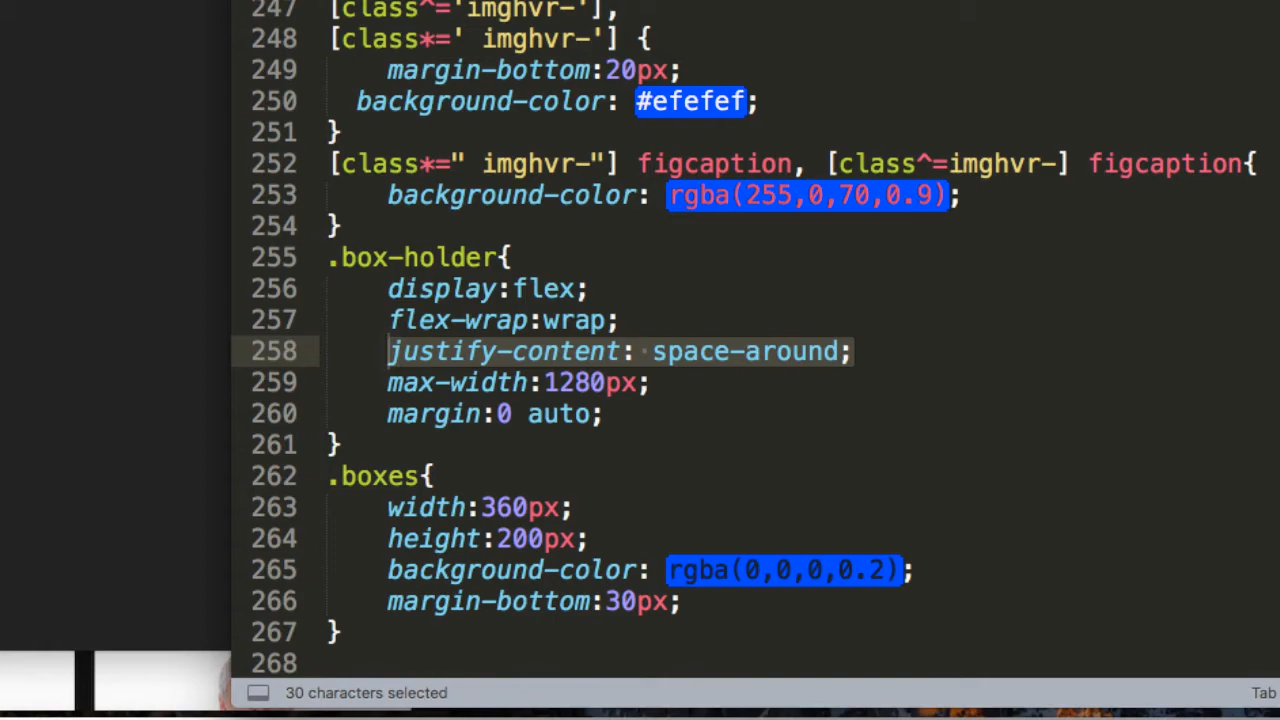 247 [class^='imghvr-'],
248 [class*=' imghvr-'] {
249 margin-bottom:20px;
250 background-color: #efefef;
251 }
252 [class*=" imghvr-"] figcaption, [class^=imghvr-] figcaption{
253 background-color: rgba(255,0,70,0.9);
254 }
255 .box-holder{
256 display:flex;
257 flex-wrap:wrap;
258 justify-content: space-around;
259 max-width:1280px;
260 margin:0 auto;
261 }
262 .boxes{
263 width:360px;
264 height:200px;
265 background-color: rgba(0,0,0,0.2);
266 margin-bottom:30px;
267 }
268
30 characters selected
Tab